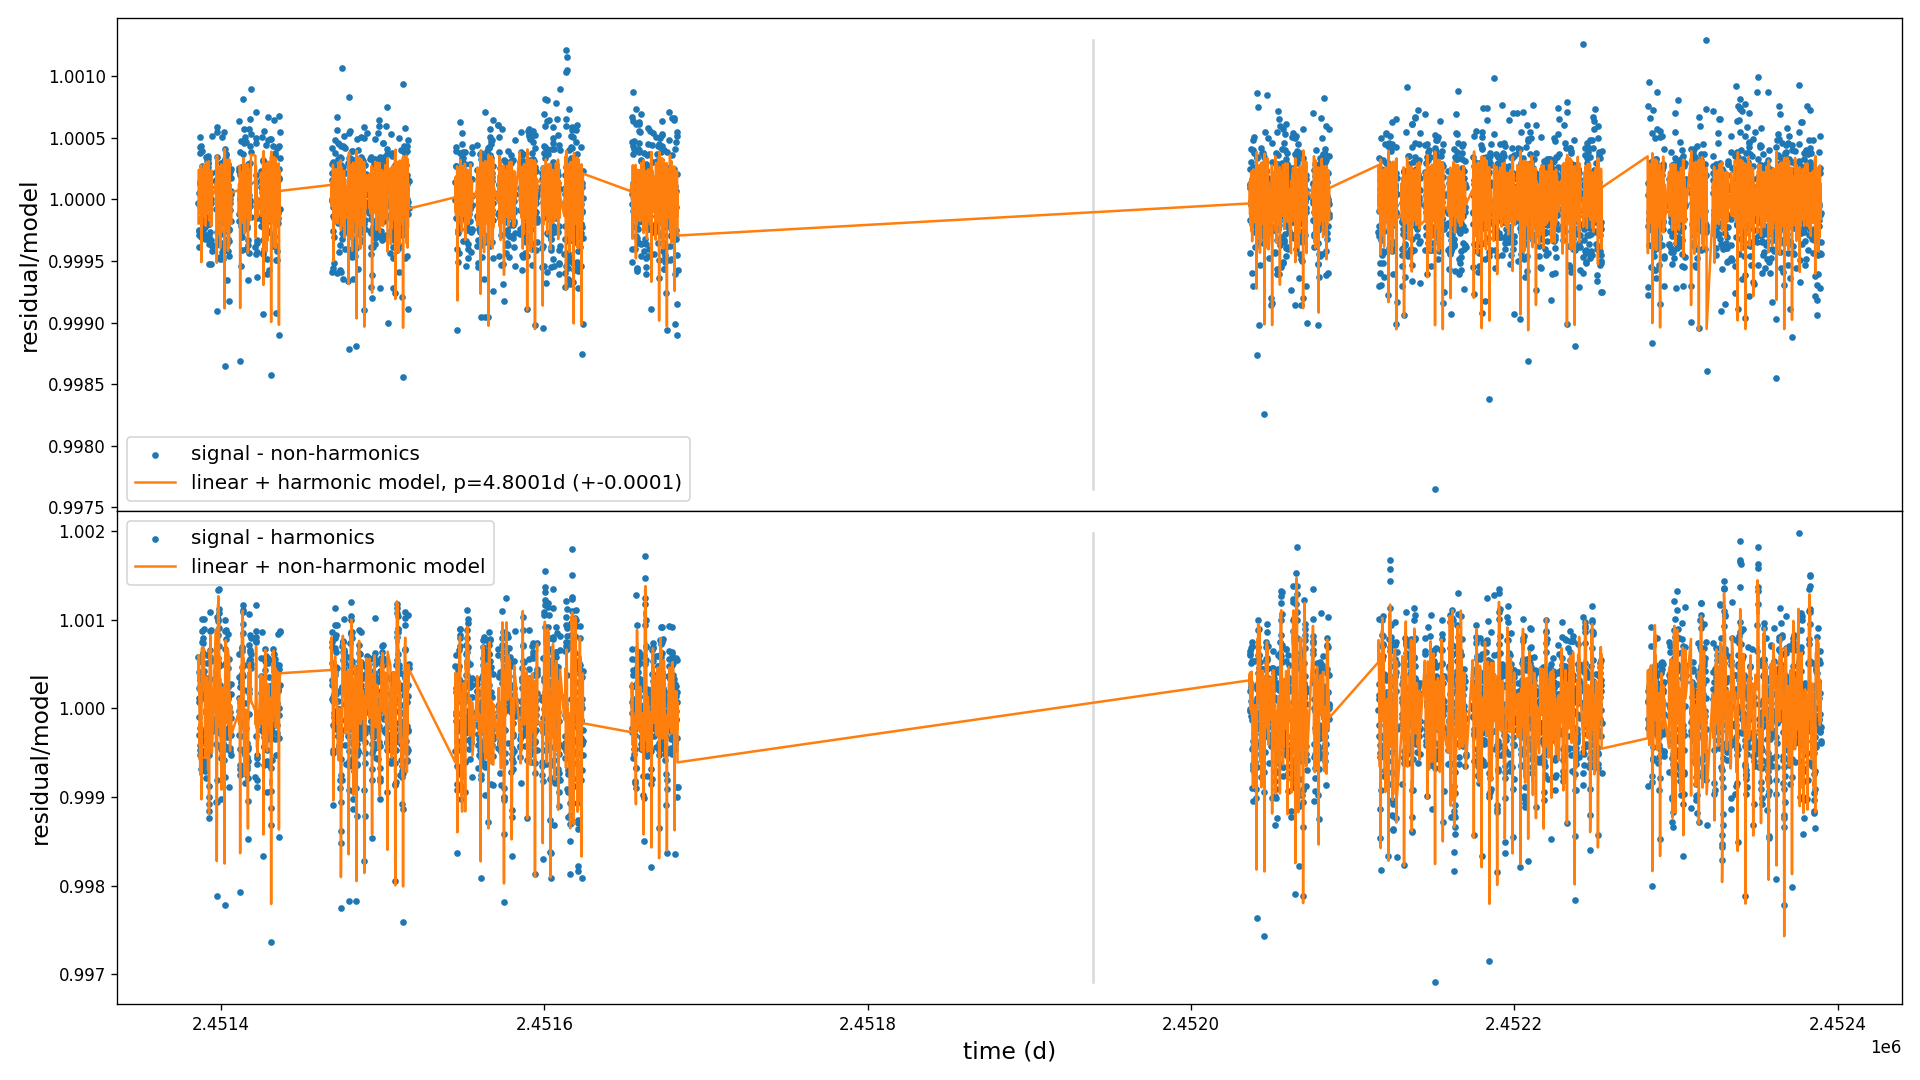 1.0010
1.0005
1.0000
0.9995
0.9990
0.9985
0.9980
0.9975
residual/model
signal - non-harmonics
linear + harmonic model, p=4.8001d (+-0.0001)
1.002
1.001
1.000
0.999
0.998
0.997
residual/model
signal - harmonics
linear + non-harmonic model
2.4514 2.4516 2.4518 2.4520 2.4522 2.4524
1e6
time (d)